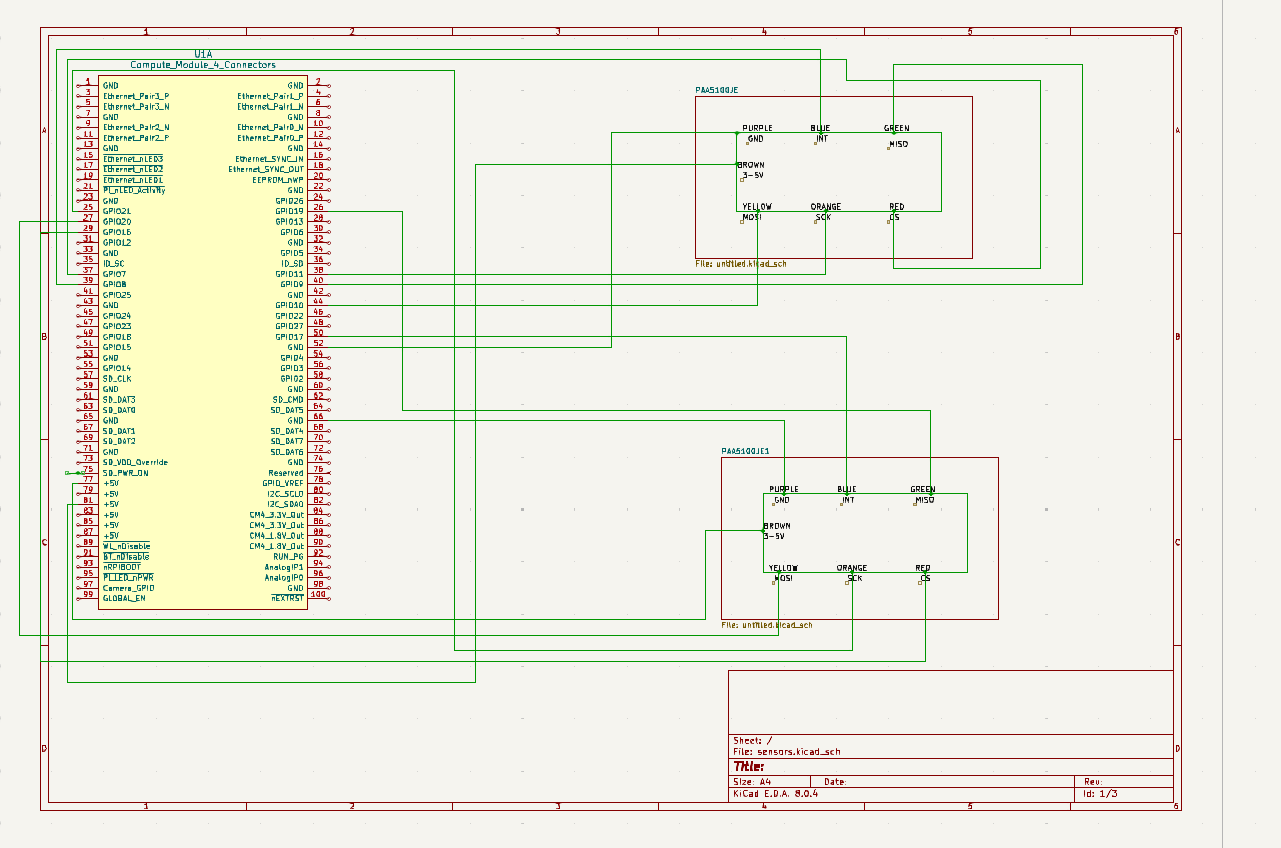 1 2 3 4 5 6
U1A
Compute_Module_4_Connectors
1 GND GND 2
3 Ethernet_Pair3_P Ethernet_Pair1_P 4
5 Ethernet_Pair3_N Ethernet_Pair1_N 6
7 GND GND 8
9 Ethernet_Pair2_N Ethernet_Pair0_N 10
11 Ethernet_Pair2_P Ethernet_Pair0_P 12
13 GND GND 14
15 Ethernet_nLED3 Ethernet_SYNC_IN 16
17 Ethernet_nLED2 Ethernet_SYNC_OUT 18
19 Ethernet_nLED1 EEPROM_nWP 20
21 PI_nLED_Activity GND 22
23 GND GPIO26 24
25 GPIO21 GPIO19 26
27 GPIO20 GPIO13 28
29 GPIO16 GPIO6 30
31 GPIO12 GND 32
33 GND GPIO5 34
35 ID_SC ID_SD 36
37 GPIO7 GPIO11 38
39 GPIO8 GPIO9 40
41 GPIO25 GND 42
43 GND GPIO10 44
45 GPIO24 GPIO22 46
47 GPIO23 GPIO27 48
49 GPIO18 GPIO17 50
51 GPIO15 GND 52
53 GND GPIO4 54
55 GPIO14 GPIO3 56
57 SD_CLK GPIO2 58
59 GND GND 60
61 SD_DAT3 SD_CMD 62
63 SD_DAT0 SD_DAT5 64
65 GND GND 66
67 SD_DAT1 SD_DAT4 68
69 SD_DAT2 SD_DAT7 70
71 GND SD_DAT6 72
73 SD_VDD_Override GND 74
75 SD_PWR_ON Reserved 76
77 +5V GPIO_VREF 78
79 +5V I2C_SCL0 80
81 +5V I2C_SDA0 82
83 +5V CM4_3.3V_Out 84
85 +5V CM4_3.3V_Out 86
87 +5V CM4_1.8V_Out 88
89 WL_nDisable CM4_1.8V_Out 90
91 BT_nDisable RUN_PG 92
93 nRPIBOOT AnalogIP1 94
95 PI_LED_nPWR AnalogIP0 96
97 Camera_GPIO GND 98
99 GLOBAL_EN nEXTRST 100
PAA5100JE
PURPLE BLUE GREEN
GND INT MISO
BROWN
3-5V
YELLOW ORANGE RED
MOSI SCK CS
File: untitled.kicad_sch
PAA5100JE1
PURPLE BLUE GREEN
GND INT MISO
BROWN
3-5V
YELLOW ORANGE RED
MOSI SCK CS
File: untitled.kicad_sch
A A
B B
C C
D D
Sheet: /
File: sensors.kicad_sch
Title:
Size: A4 Date: Rev:
KiCad E.D.A. 8.0.4 Id: 1/3
1 2 3 4 5 6